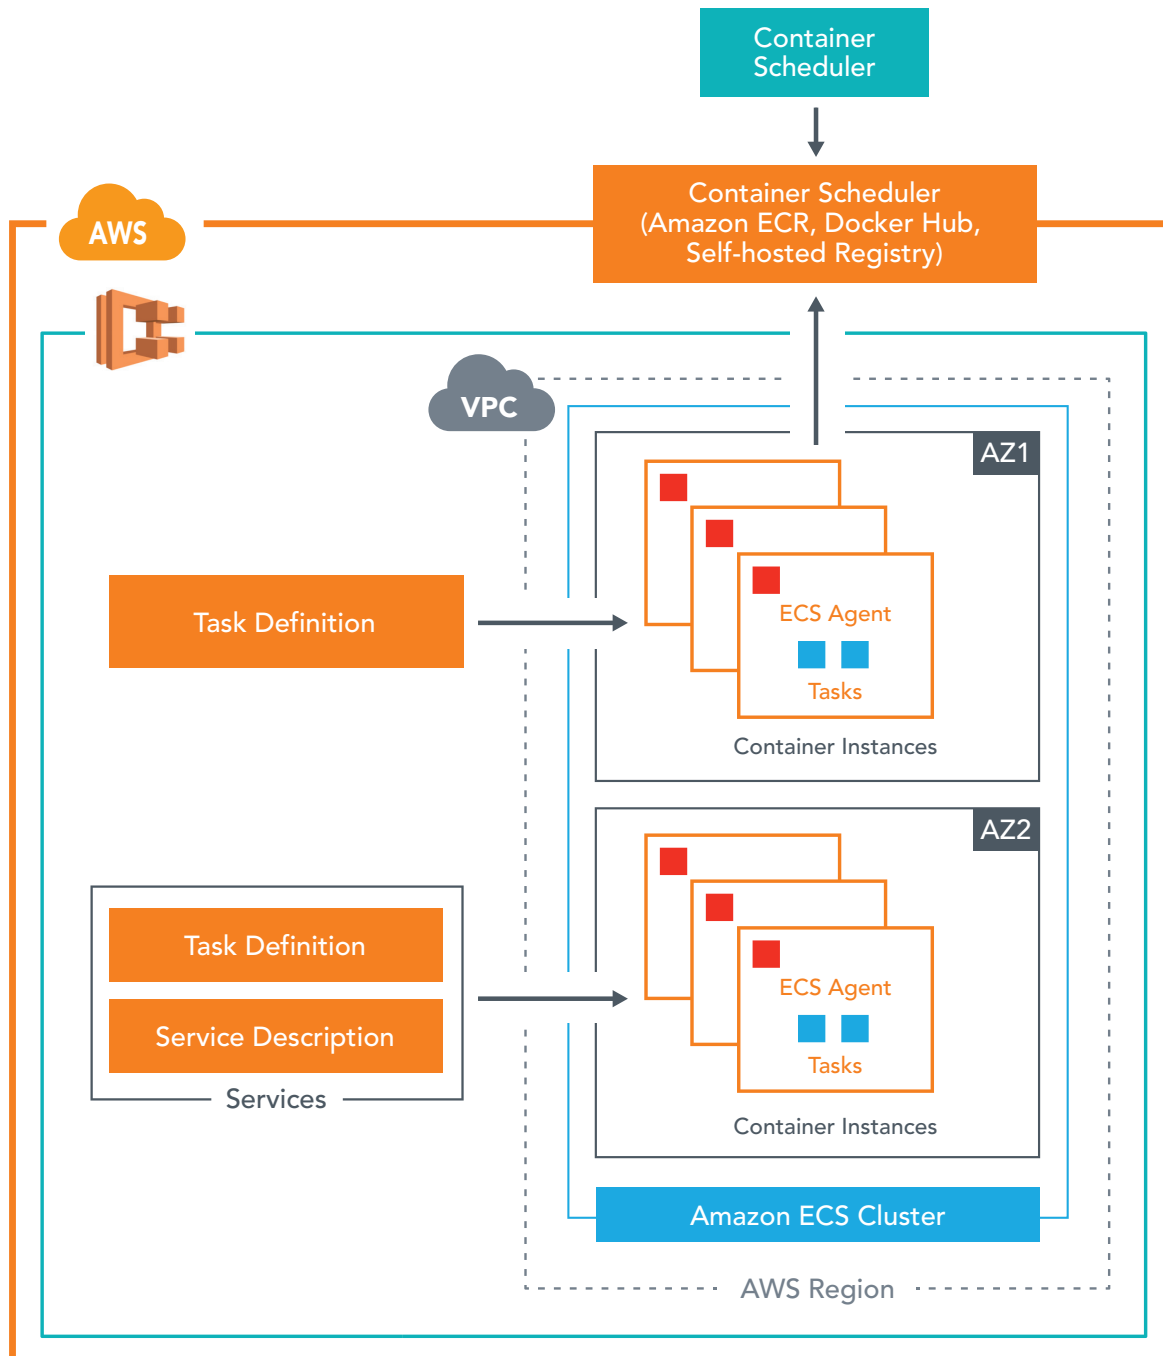 Container
Scheduler
Container Scheduler
(Amazon ECR, Docker Hub,
Self-hosted Registry)
AWS
VPC
AZ1
ECS Agent
Tasks
Container Instances
Task Definition
AZ2
ECS Agent
Tasks
Container Instances
Task Definition
Service Description
Services
Amazon ECS Cluster
AWS Region